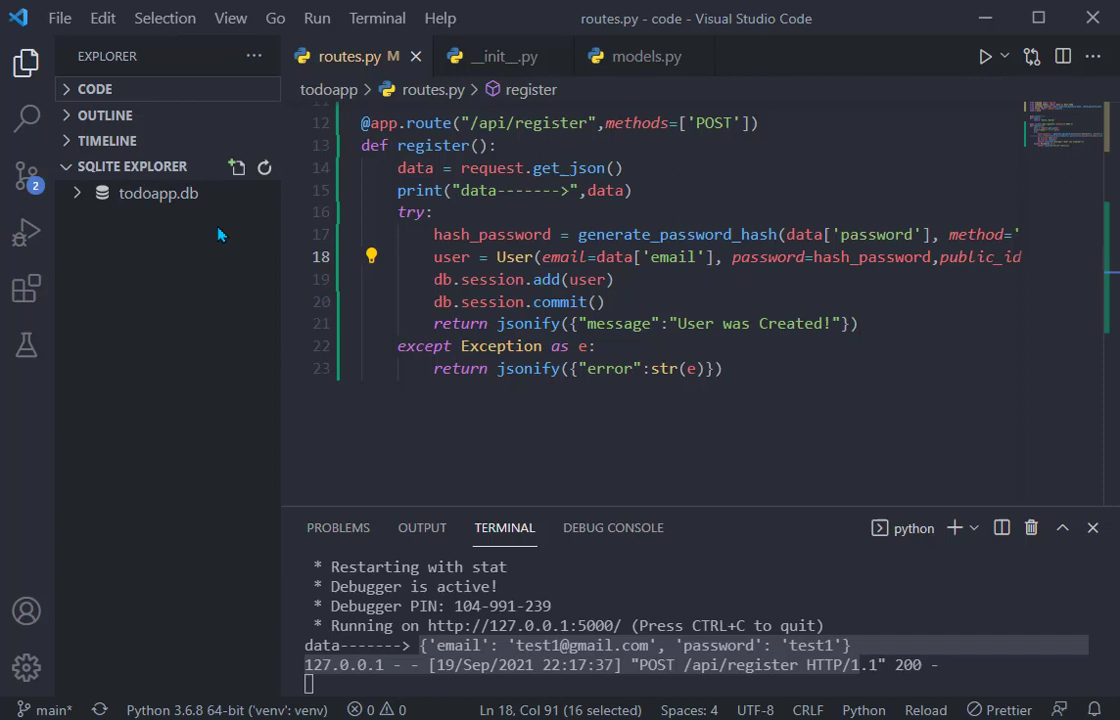 File Edit Selection View Go Run Terminal Help routes.py - code - Visual Studio Code
EXPLORER
routes.py M __init__.py models.py
todoapp > routes.py > register
CODE
OUTLINE
TIMELINE
SQLITE EXPLORER
todoapp.db
2
11
12 @app.route("/api/register",methods=['POST'])
13 def register():
14 data = request.get_json()
15 print("data------->",data)
16 try:
17 hash_password = generate_password_hash(data['password'], method='
18 user = User(email=data['email'], password=hash_password,public_id
19 db.session.add(user)
20 db.session.commit()
21 return jsonify({"message":"User was Created!"})
22 except Exception as e:
23 return jsonify({"error":str(e)})
PROBLEMS OUTPUT TERMINAL DEBUG CONSOLE python
* Restarting with stat
* Debugger is active!
* Debugger PIN: 104-991-239
* Running on http://127.0.0.1:5000/ (Press CTRL+C to quit)
data-------> {'email': 'test1@gmail.com', 'password': 'test1'}
127.0.0.1 - - [19/Sep/2021 22:17:37] "POST /api/register HTTP/1.1" 200 -
main* Python 3.6.8 64-bit ('venv': venv) 0 0 Ln 18, Col 91 (16 selected) Spaces: 4 UTF-8 CRLF Python Reload Prettier